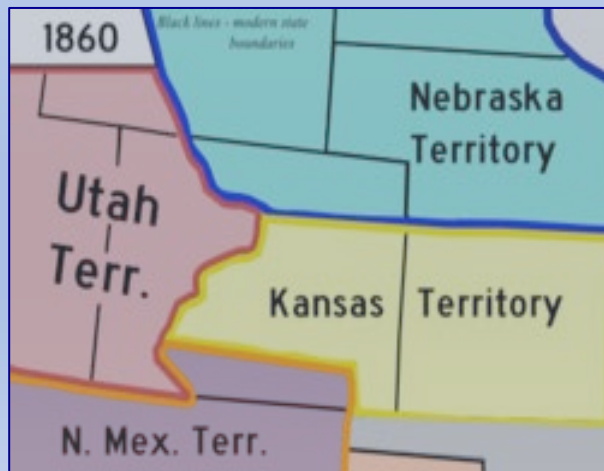 1860
Black lines - modern state
boundaries
Nebraska
Territory
Utah
Terr.
Kansas Territory
N. Mex. Terr.